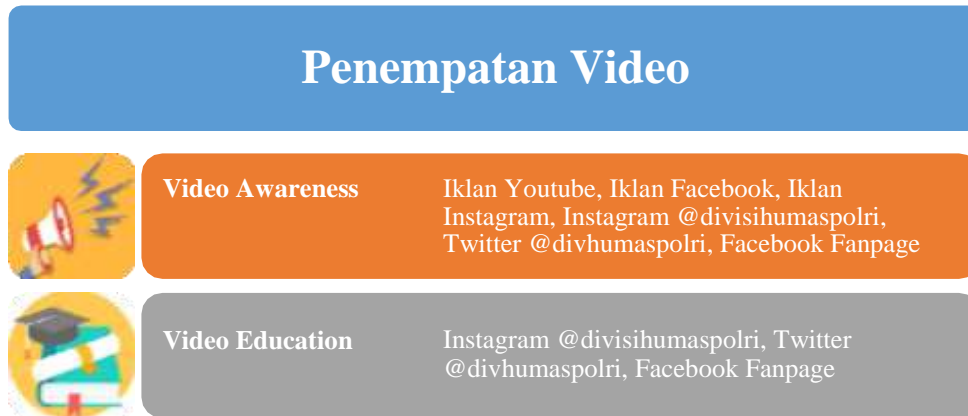 Penempatan Video
Video Awareness
Iklan Youtube, Iklan Facebook, Iklan
Instagram, Instagram @divisihumaspolri,
Twitter @divhumaspolri, Facebook Fanpage
Video Education
Instagram @divisihumaspolri, Twitter
@divhumaspolri, Facebook Fanpage